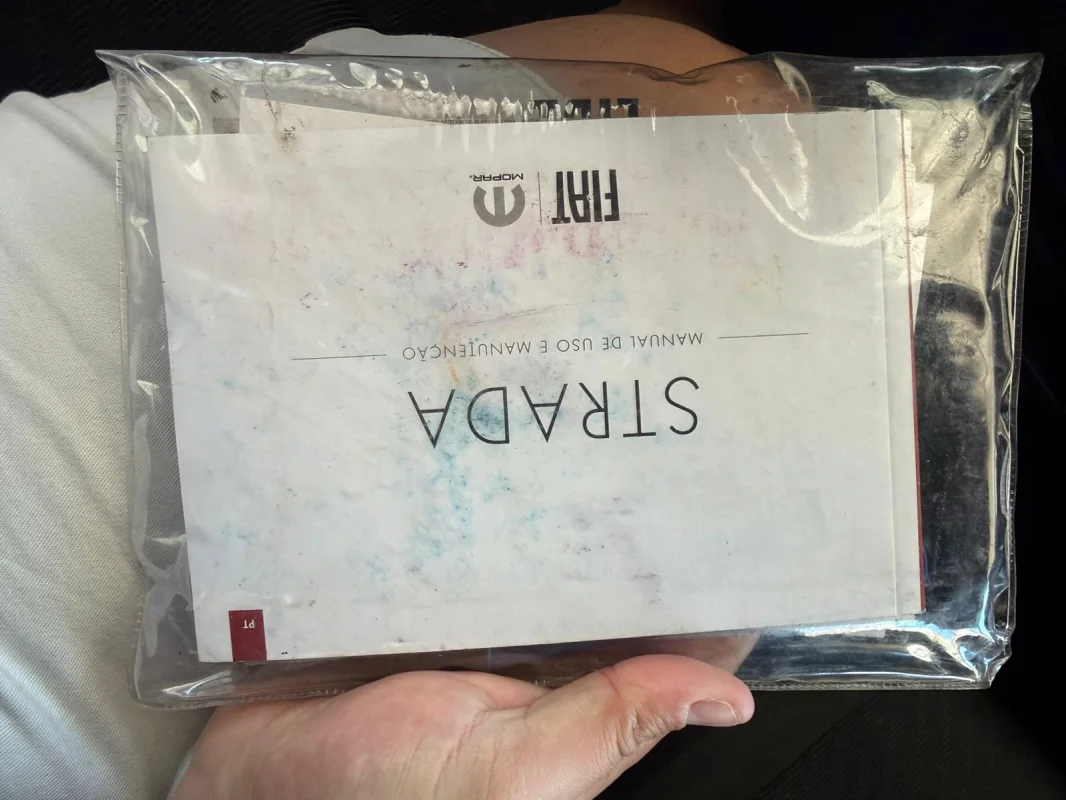 STRADA
MANUAL DE USO E MANUTENÇÃO
FIAT
MOPAR.
PT